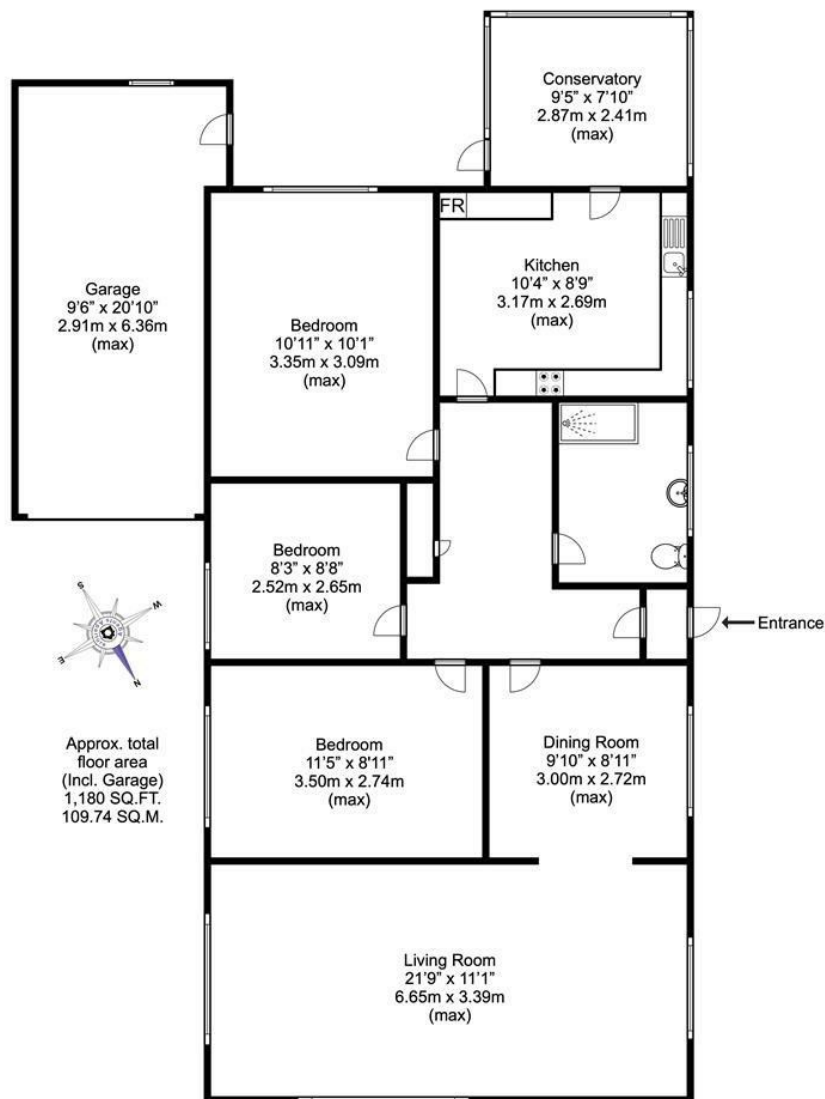 Conservatory
9'5" x 7'10"
2.87m x 2.41m
(max)
FR
Kitchen
10'4" x 8'9"
3.17m x 2.69m
(max)
Garage
9'6" x 20'10"
2.91m x 6.36m
(max)
Bedroom
10'11" x 10'1"
3.35m x 3.09m
(max)
Bedroom
8'3" x 8'8"
2.52m x 2.65m
(max)
Entrance
S
W
E
N
Approx. total
floor area
(Incl. Garage)
1,180 SQ.FT.
109.74 SQ.M.
Bedroom
11'5" x 8'11"
3.50m x 2.74m
(max)
Dining Room
9'10" x 8'11"
3.00m x 2.72m
(max)
Living Room
21'9" x 11'1"
6.65m x 3.39m
(max)